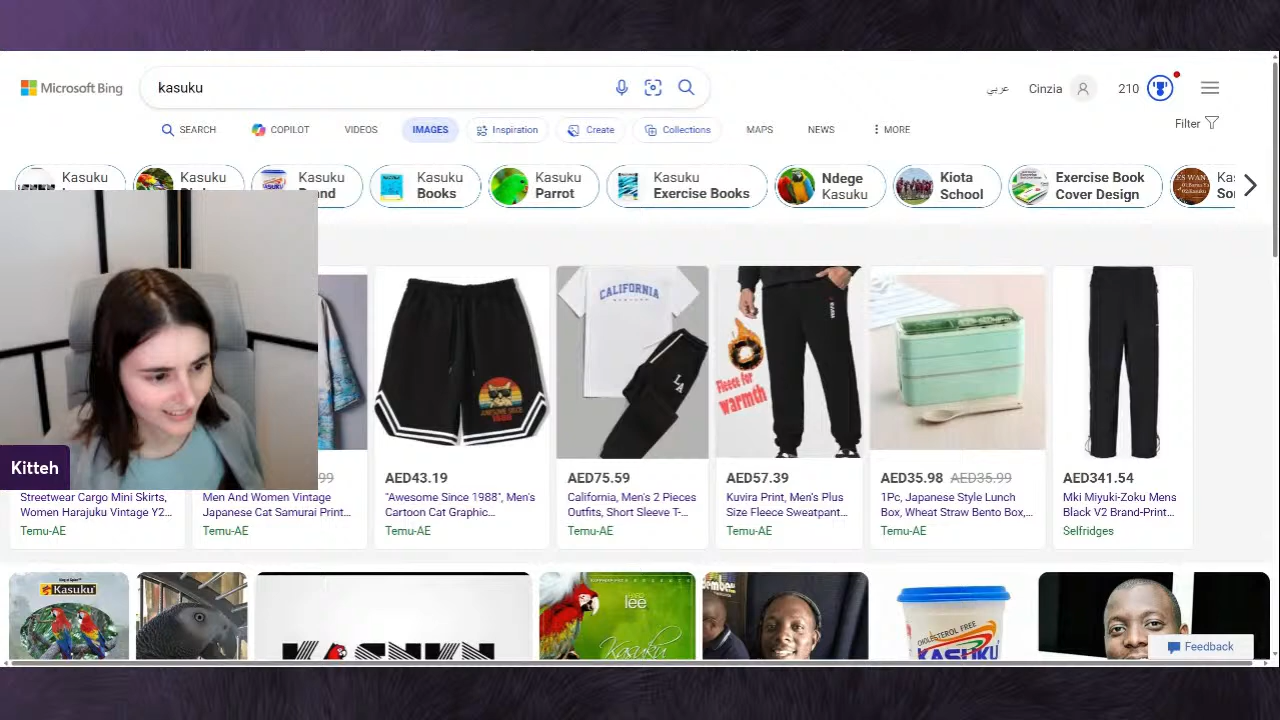 Microsoft Bing
kasuku
عربي
Cinzia
210
SEARCH
COPILOT
VIDEOS
IMAGES
Inspiration
Create
Collections
MAPS
NEWS
MORE
Filter
Kasuku
Kasuku
Kasuku
Kasuku
Books
Kasuku
Parrot
Kasuku
Exercise Books
Ndege
Kasuku
Kiota
School
Exercise Book
Cover Design
Kitteh
Streetwear Cargo Mini Skirts,
Women Harajuku Vintage Y2...
Temu-AE
Men And Women Vintage
Japanese Cat Samurai Print...
Temu-AE
AED43.19
"Awesome Since 1988", Men's
Cartoon Cat Graphic...
Temu-AE
CALIFORNIA
LA
AED75.59
California, Men's 2 Pieces
Outfits, Short Sleeve T-...
Temu-AE
Fleece for
warmth
AED57.39
Kuvira Print, Men's Plus
Size Fleece Sweatpant...
Temu-AE
AED35.98 AED35.99
1Pc, Japanese Style Lunch
Box, Wheat Straw Bento Box,...
Temu-AE
AED341.54
Mki Miyuki-Zoku Mens
Black V2 Brand-Print...
Selfridges
Kasuku
lee
Kasuku
CHOLESTEROL FREE
KASUKU
Feedback